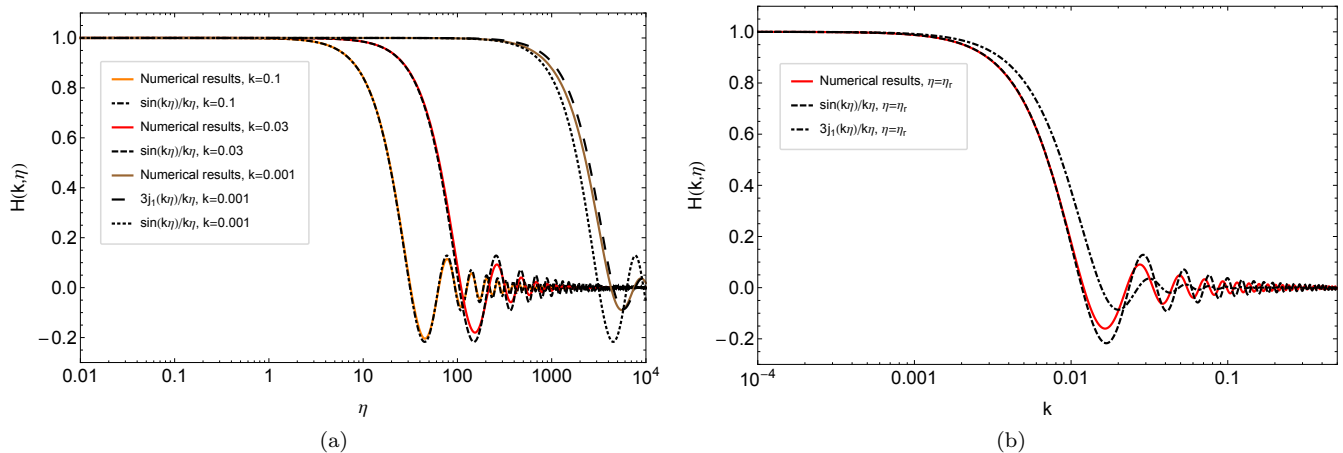 H(k,η)
1.0
0.8
0.6
0.4
0.2
0.0
−0.2
Numerical results, k=0.1
sin(kη)/kη, k=0.1
Numerical results, k=0.03
sin(kη)/kη, k=0.03
Numerical results, k=0.001
3j₁(kη)/kη, k=0.001
sin(kη)/kη, k=0.001
0.01 0.1 1 10 100 1000 10⁴
η
(a)
H(k,η)
1.0
0.8
0.6
0.4
0.2
0.0
−0.2
Numerical results, η=ηᵣ
sin(kη)/kη, η=ηᵣ
3j₁(kη)/kη, η=ηᵣ
10⁻⁴ 0.001 0.01 0.1
k
(b)